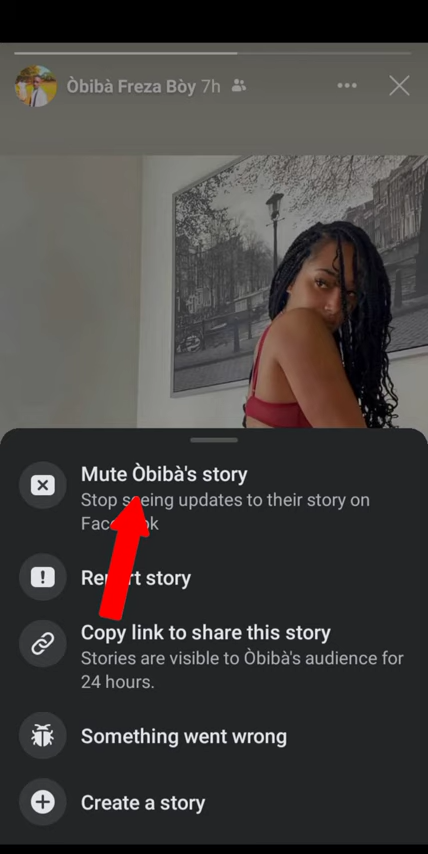 Òbibà Freza Bòy 7h
Mute Òbibà's story
Stop seeing updates to their story on
Facebook
Report story
Copy link to share this story
Stories are visible to Òbibà's audience for
24 hours.
Something went wrong
Create a story